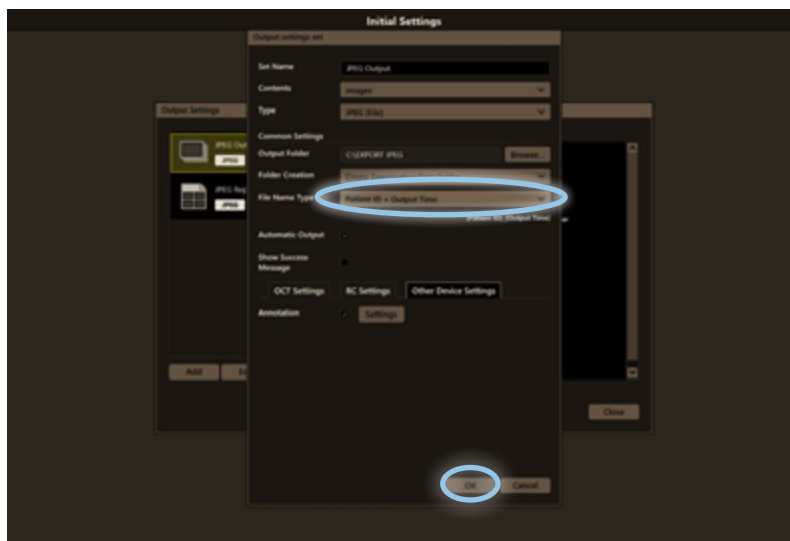 Initial Settings
Output settings set
Set Name
JPEG Output
Contents
Images
Output Settings
Type
JPEG (File)
Common Settings
JPEG
Output Folder
C:\EXPORT JPEG
Browse...
Folder Creation
JPEG
File Name Type
Patient ID + Output Time
Automatic Output
Show Success
Message
OCT Settings
RC Settings
Other Device Settings
Annotation
Settings
Add
Close
OK
Cancel